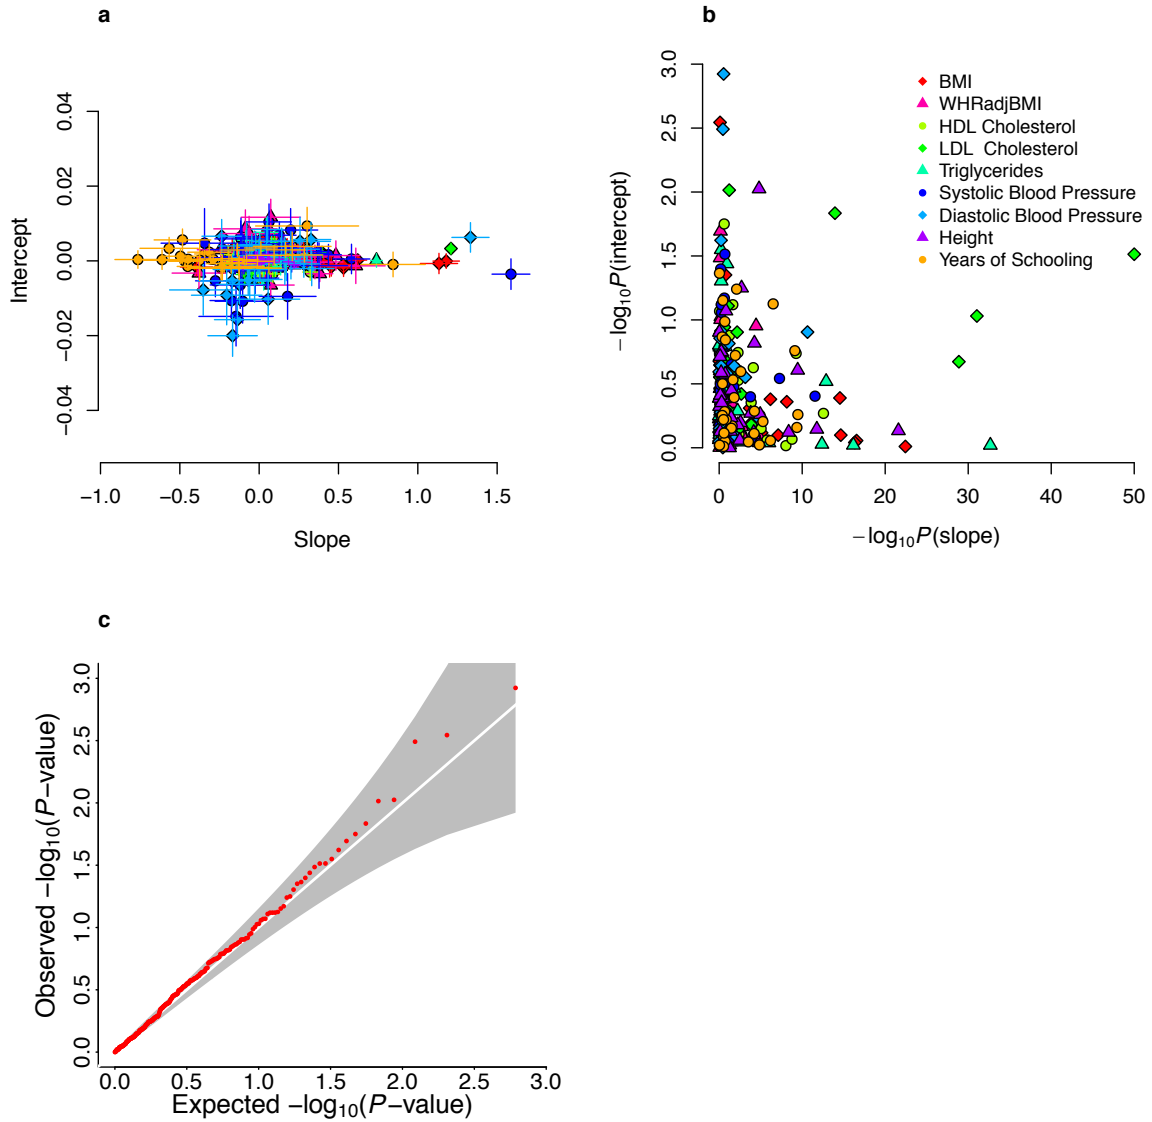 a
0.04
0.02
0.00
−0.02
−0.04
Intercept
−1.0 −0.5 0.0 0.5 1.0 1.5
Slope
b
3.0
2.5
2.0
1.5
1.0
0.5
0.0
−log10P(intercept)
BMI
WHRadjBMI
HDL Cholesterol
LDL Cholesterol
Triglycerides
Systolic Blood Pressure
Diastolic Blood Pressure
Height
Years of Schooling
0 10 20 30 40 50
−log10P(slope)
c
3.0
2.5
2.0
1.5
1.0
0.5
0.0
Observed −log10(P−value)
0.0 0.5 1.0 1.5 2.0 2.5 3.0
Expected −log10(P−value)